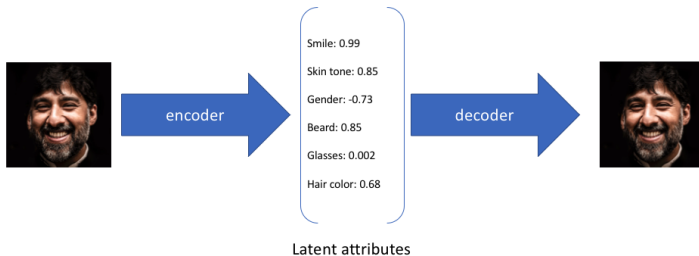 Smile: 0.99
Skin tone: 0.85
Gender: -0.73
Beard: 0.85
Glasses: 0.002
Hair color: 0.68
encoder
decoder
Latent attributes